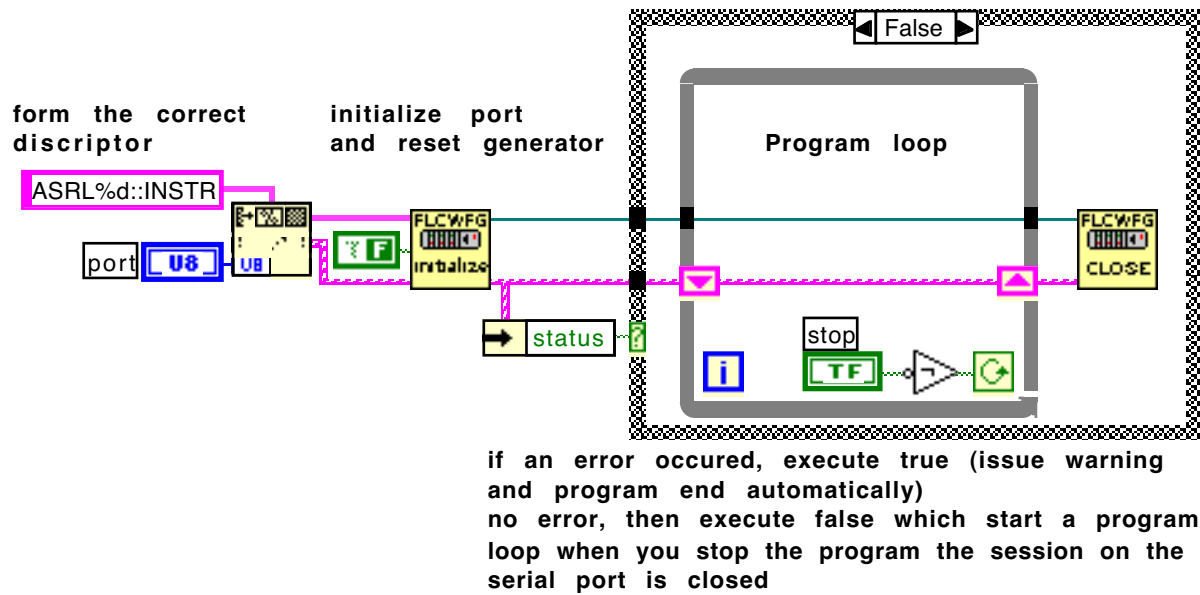 False
form the correct
discriptor
initialize port
and reset generator
Program loop
ASRL%d::INSTR
port
U8
U8
F
FLCWFG
initbalize
FLCWFG
CLOSE
status
?
stop
TF
i
if an error occured, execute true (issue warning
and program end automatically)
no error, then execute false which start a program
loop when you stop the program the session on the
serial port is closed